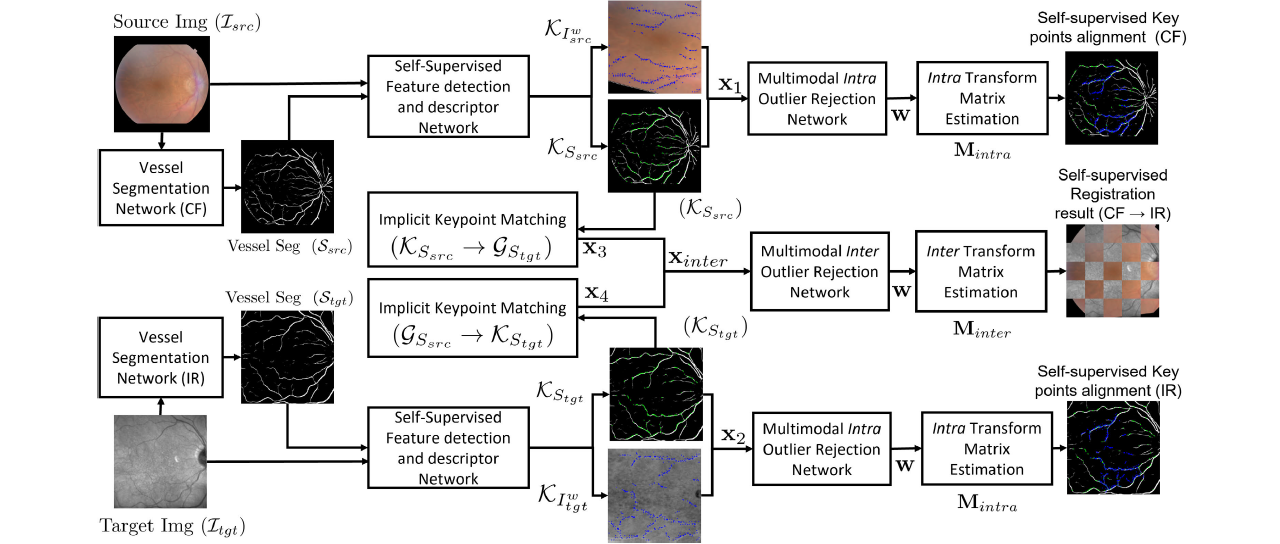 Source Img ($\mathcal{I}_{src}$)
Vessel
Segmentation
Network (CF)
Vessel Seg ($\mathcal{S}_{src}$)
Self-Supervised
Feature detection
and descriptor
Network
$\mathcal{K}_{I^w_{src}}$
$\mathcal{K}_{S_{src}}$
$\mathbf{x}_1$
Multimodal Intra
Outlier Rejection
Network
$\mathbf{w}$
Intra Transform
Matrix
Estimation
$\mathbf{M}_{intra}$
Self-supervised Key
points alignment (CF)
($\mathcal{K}_{S_{src}}$)
Implicit Keypoint Matching
($\mathcal{K}_{S_{src}} \rightarrow \mathcal{G}_{S_{tgt}}$)
$\mathbf{x}_3$
$\mathbf{x}_{inter}$
Implicit Keypoint Matching
($\mathcal{G}_{S_{src}} \rightarrow \mathcal{K}_{S_{tgt}}$)
$\mathbf{x}_4$
($\mathcal{K}_{S_{tgt}}$)
Multimodal Inter
Outlier Rejection
Network
$\mathbf{w}$
Inter Transform
Matrix
Estimation
$\mathbf{M}_{inter}$
Self-supervised
Registration
result (CF → IR)
Vessel Seg ($\mathcal{S}_{tgt}$)
Vessel
Segmentation
Network (IR)
Target Img ($\mathcal{I}_{tgt}$)
Self-Supervised
Feature detection
and descriptor
Network
$\mathcal{K}_{S_{tgt}}$
$\mathcal{K}_{I^w_{tgt}}$
$\mathbf{x}_2$
Multimodal Intra
Outlier Rejection
Network
$\mathbf{w}$
Intra Transform
Matrix
Estimation
$\mathbf{M}_{intra}$
Self-supervised Key
points alignment (IR)